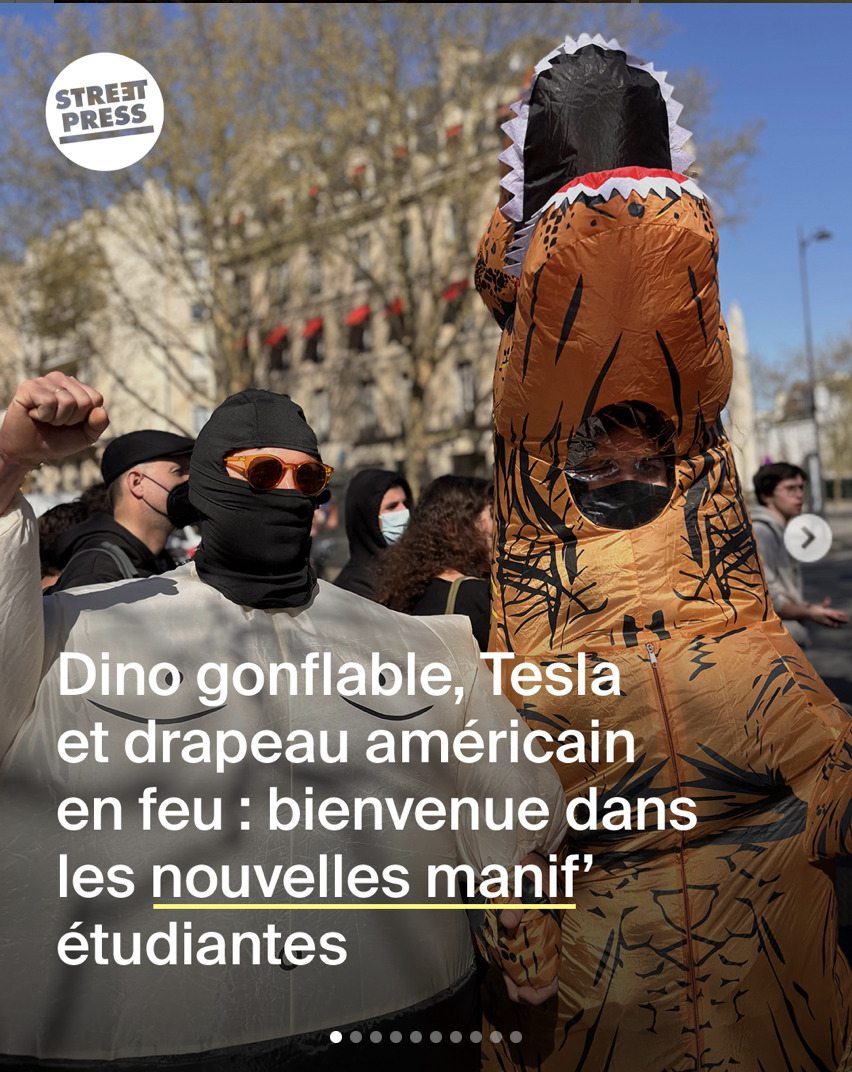 STREET
PRESS
Dino gonflable, Tesla
et drapeau américain
en feu : bienvenue dans
les nouvelles manif’
étudiantes